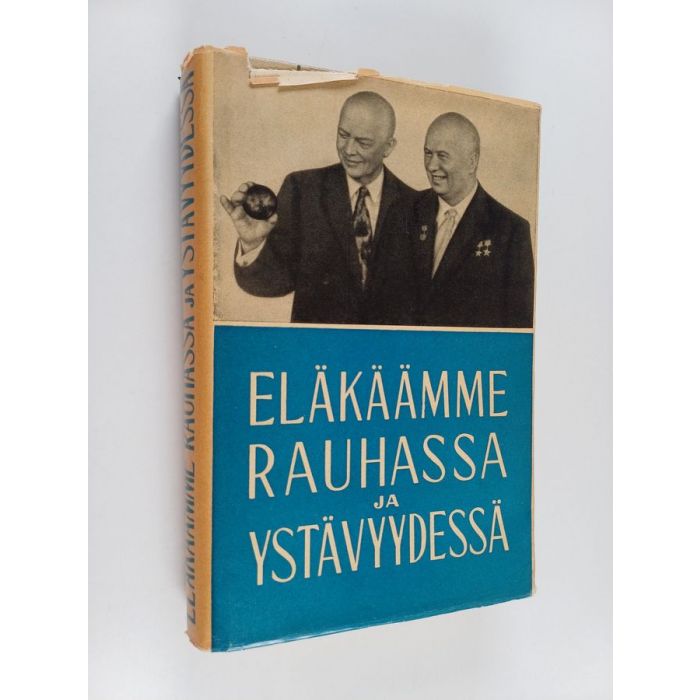 ELÄKÄÄMME RAUHASSA JA YSTÄVYYDESSÄ
ELÄKÄÄMME
RAUHASSA
JA
YSTÄVYYDESSÄ